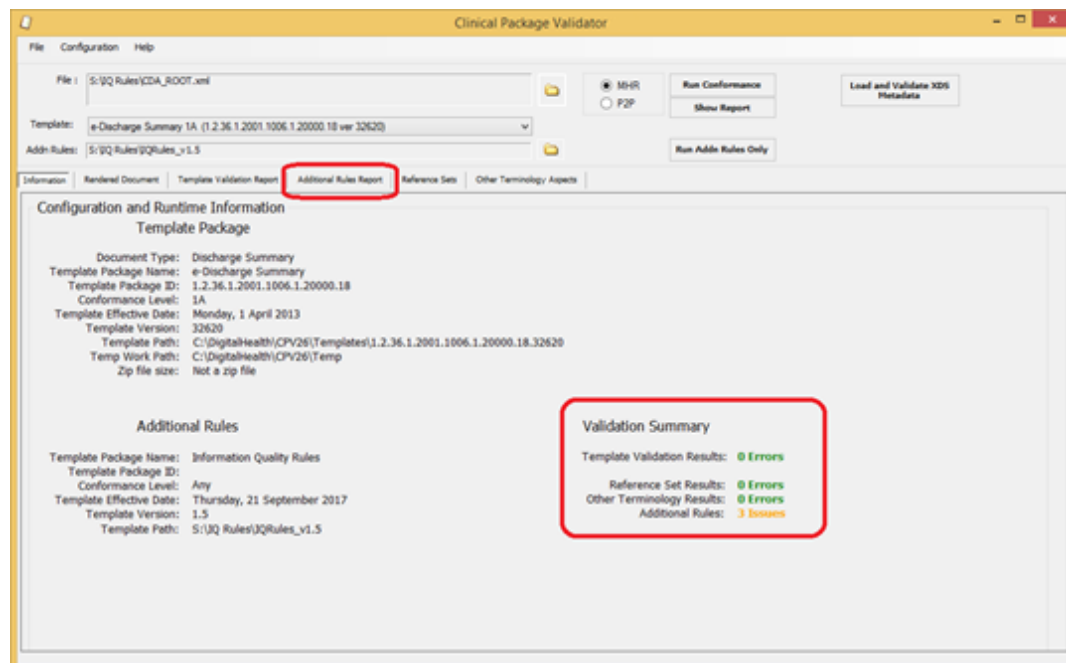 Clinical Package Validator
File Configuration Help
File : S:\IQ Rules\CDA_ROOT.xml
MHR
Run Conformance
Load and Validate XDS Metadata
P2P
Show Report
Template: e-Discharge Summary 1A (1.2.36.1.2001.1006.1.20000.18 ver 32620)
Addn Rules: S:\IQ Rules\IQRules_v1.5
Run Addn Rules Only
Information Rendered Document Template Validation Report Additional Rules Report Reference Sets Other Terminology Aspects
Configuration and Runtime Information
Template Package
Document Type: Discharge Summary
Template Package Name: e-Discharge Summary
Template Package ID: 1.2.36.1.2001.1006.1.20000.18
Conformance Level: 1A
Template Effective Date: Monday, 1 April 2013
Template Version: 32620
Template Path: C:\DigitalHealth\CPV26\Templates\1.2.36.1.2001.1006.1.20000.18.32620
Temp Work Path: C:\DigitalHealth\CPV26\Temp
Zip file size: Not a zip file
Additional Rules
Template Package Name: Information Quality Rules
Template Package ID:
Conformance Level: Any
Template Effective Date: Thursday, 21 September 2017
Template Version: 1.5
Template Path: S:\IQ Rules\IQRules_v1.5
Validation Summary
Template Validation Results: 0 Errors
Reference Set Results: 0 Errors
Other Terminology Results: 0 Errors
Additional Rules: 3 Issues